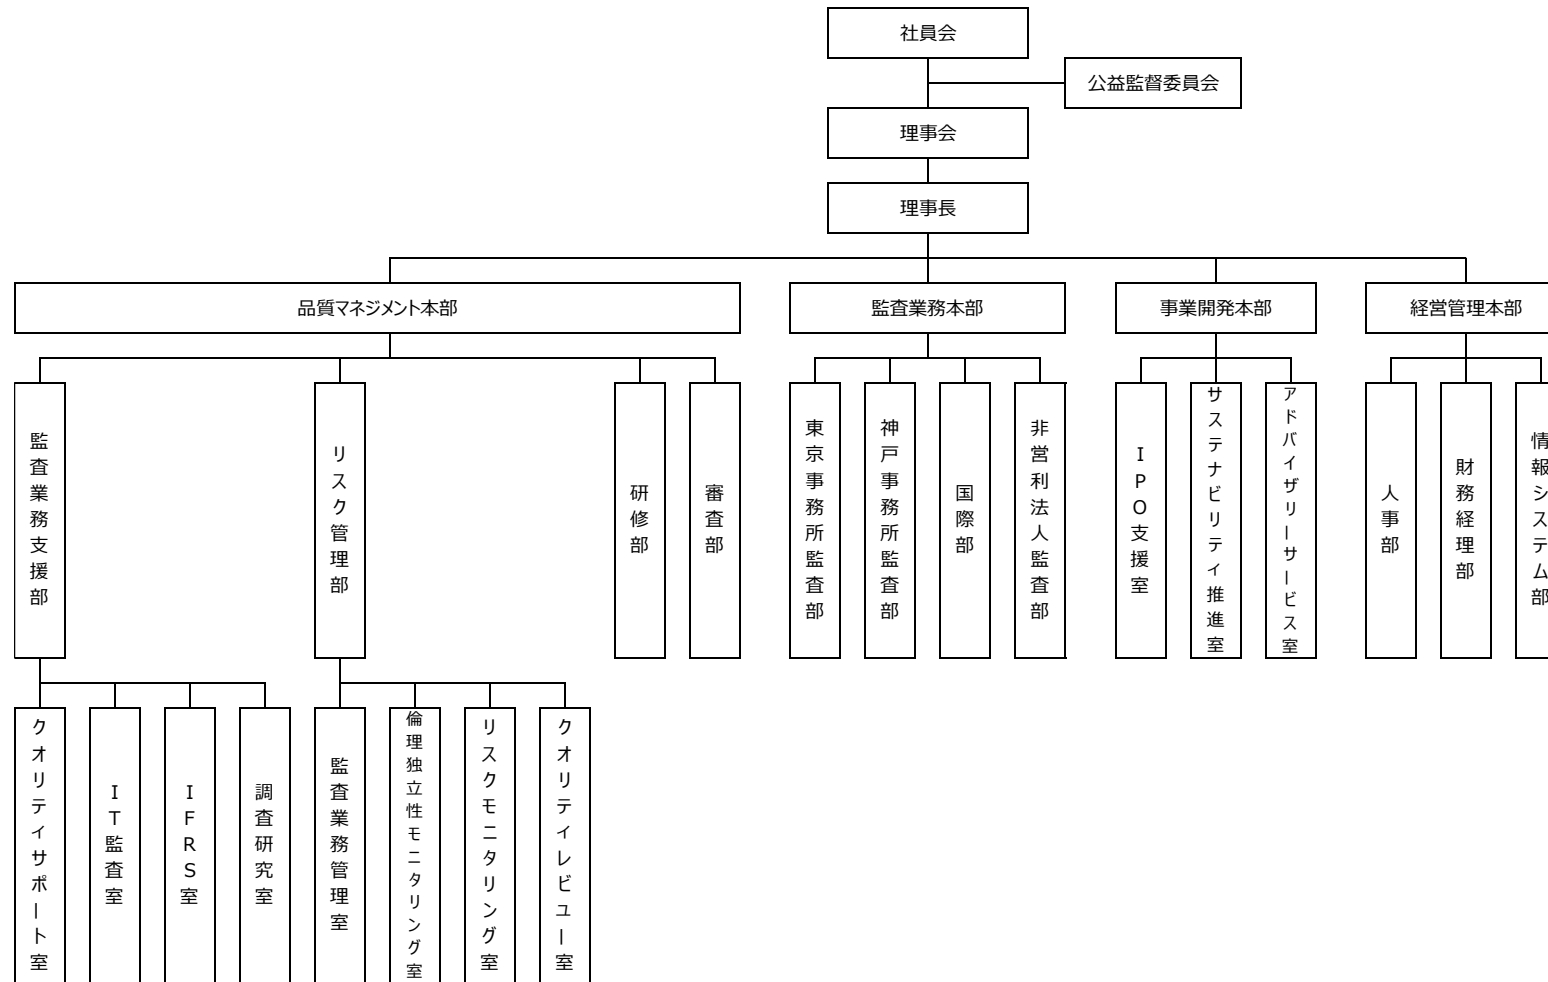 社員会
公益監督委員会
理事会
理事長
品質マネジメント本部
監査業務本部
事業開発本部
経営管理本部
監査業務支援部
リスク管理部
研修部
審査部
東京事務所監査部
神戸事務所監査部
国際部
非営利法人監査部
IPO支援室
サステナビリティ推進室
アドバイザリーサービス室
人事部
財務経理部
情報システム部
クオリティサポート室
IT監査室
IFRS室
調査研究室
監査業務管理室
倫理独立性モニタリング室
リスクモニタリング室
クオリティレビュー室